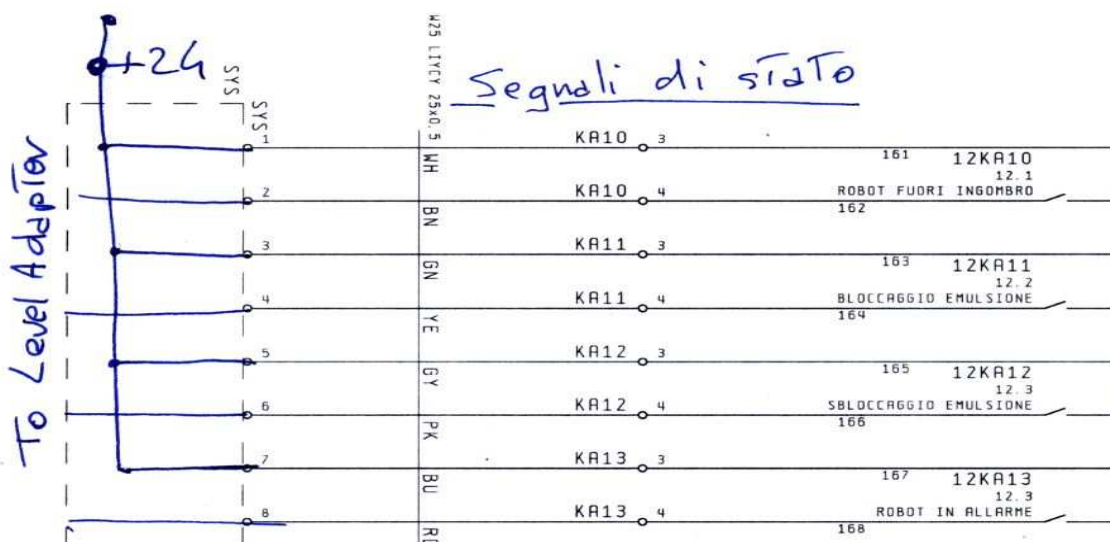 +24
Segnali di stato
To Level Adaptor
SYS
SYS
W25 LIYCY 25x0,5
1
WH
KA10 3
161 12KA10
12.1
2
BN
KA10 4
ROBOT FUORI INGOMBRO
162
3
GN
KA11 3
163 12KA11
12.2
4
YE
KA11 4
BLOCCAGGIO EMULSIONE
164
5
GY
KA12 3
165 12KA12
12.3
6
PK
KA12 4
SBLOCCAGGIO EMULSIONE
166
7
BU
KA13 3
167 12KA13
12.3
8
KA13 4
ROBOT IN ALLARME
168